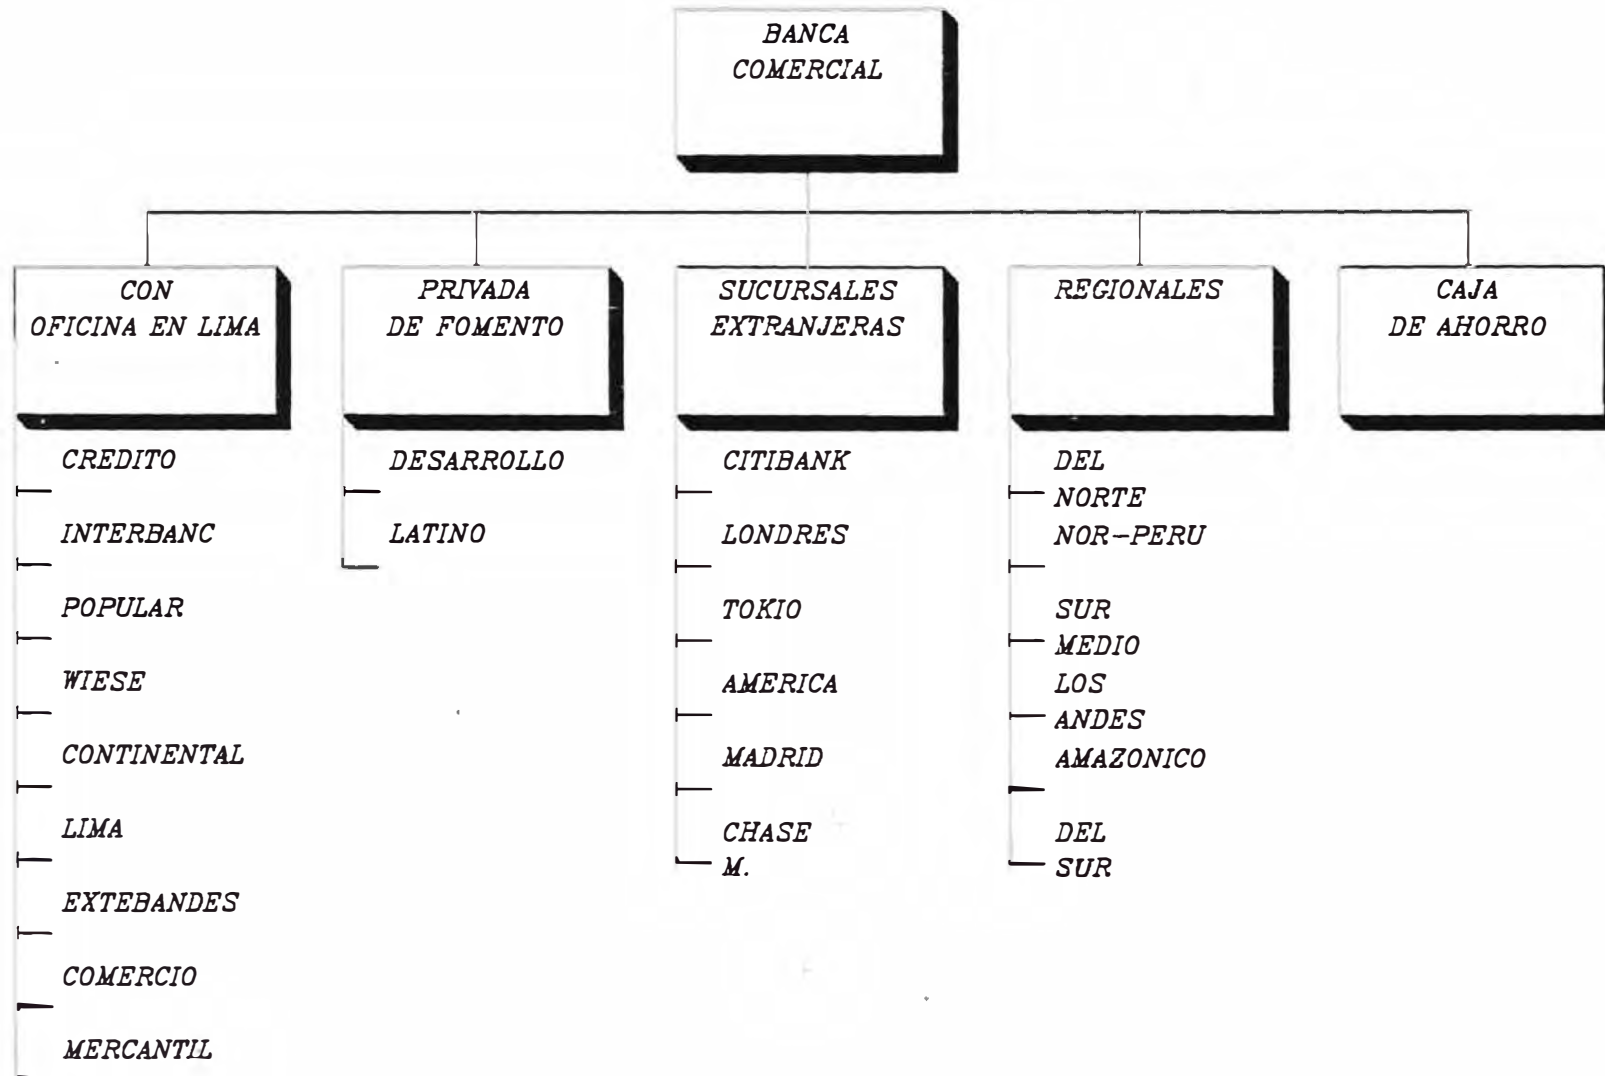 BANCA
COMERCIAL
CON
OFICINA EN LIMA
PRIVADA
DE FOMENTO
SUCURSALES
EXTRANJERAS
REGIONALES
CAJA
DE AHORRO
CREDITO
INTERBANC
POPULAR
WIESE
CONTINENTAL
LIMA
EXTEBANDES
COMERCIO
MERCANTIL
DESARROLLO
LATINO
CITIBANK
LONDRES
TOKIO
AMERICA
MADRID
CHASE
M.
DEL
NORTE
NOR-PERU
SUR
MEDIO
LOS
ANDES
AMAZONICO
DEL
SUR